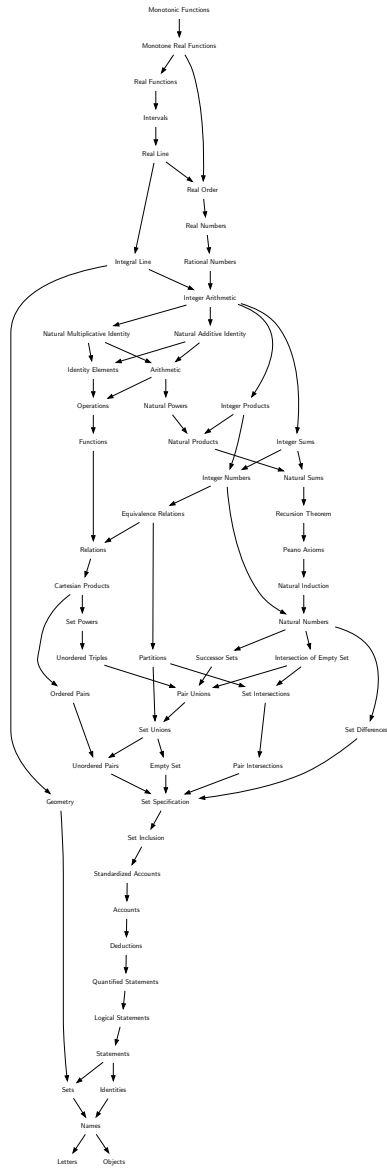 Monotonic Functions
Monotone Real Functions
Real Functions
Intervals
Real Line
Real Order
Real Numbers
Integral Line
Rational Numbers
Integer Arithmetic
Natural Multiplicative Identity
Natural Additive Identity
Identity Elements
Arithmetic
Operations
Natural Powers
Integer Products
Functions
Natural Products
Integer Sums
Integer Numbers
Natural Sums
Equivalence Relations
Recursion Theorem
Relations
Peano Axioms
Cartesian Products
Natural Induction
Set Powers
Natural Numbers
Unordered Triples
Partitions
Successor Sets
Intersection of Empty Set
Ordered Pairs
Pair Unions
Set Intersections
Set Unions
Set Differences
Unordered Pairs
Empty Set
Pair Intersections
Geometry
Set Specification
Set Inclusion
Standardized Accounts
Accounts
Deductions
Quantified Statements
Logical Statements
Statements
Sets
Identities
Names
Letters
Objects